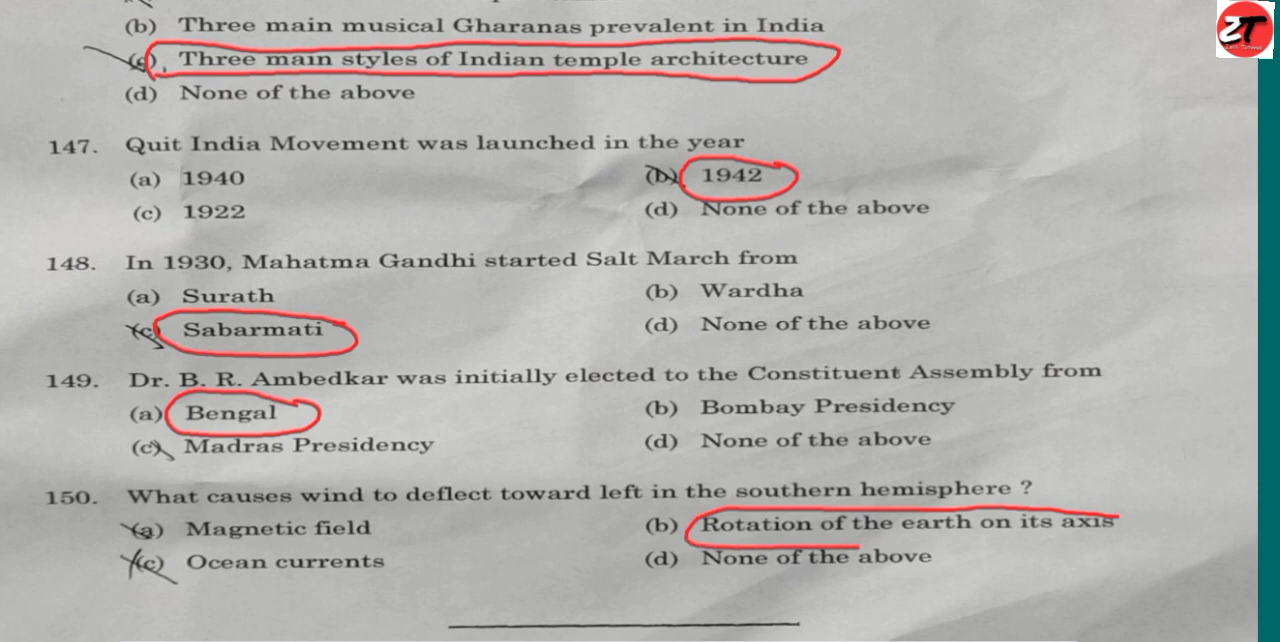 (b) Three main musical Gharanas prevalent in India
(c) Three main styles of Indian temple architecture
(d) None of the above
147. Quit India Movement was launched in the year
(a) 1940 (b) 1942
(c) 1922 (d) None of the above
148. In 1930, Mahatma Gandhi started Salt March from
(a) Surath (b) Wardha
(c) Sabarmati (d) None of the above
149. Dr. B. R. Ambedkar was initially elected to the Constituent Assembly from
(a) Bengal (b) Bombay Presidency
(c) Madras Presidency (d) None of the above
150. What causes wind to deflect toward left in the southern hemisphere ?
(a) Magnetic field (b) Rotation of the earth on its axis
(c) Ocean currents (d) None of the above
ZT